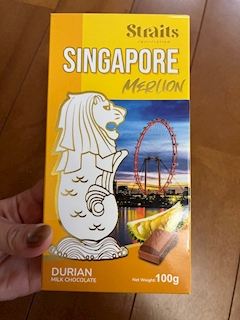 Straits
SINGAPORE
MERLION
DURIAN
MILK CHOCOLATE
Net Weight: 100g